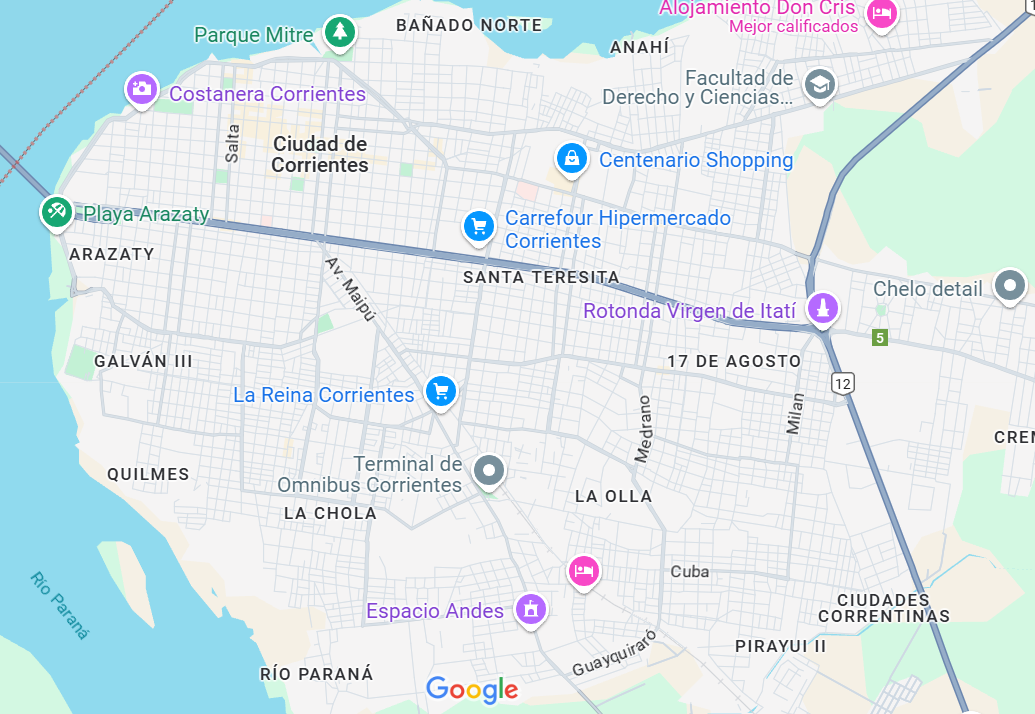 Alojamiento Don Cris
Mejor calificados
BAÑADO NORTE
Parque Mitre
ANAHÍ
Facultad de
Derecho y Ciencias...
Costanera Corrientes
Salta
Ciudad de
Corrientes
Centenario Shopping
Playa Arazaty
Carrefour Hipermercado
Corrientes
ARAZATY
Av. Maipú
SANTA TERESITA
Chelo detail
Rotonda Virgen de Itatí
5
GALVÁN III
17 DE AGOSTO
12
La Reina Corrientes
Medrano
Milan
CREN
QUILMES
Terminal de
Omnibus Corrientes
LA OLLA
LA CHOLA
Cuba
Río Paraná
Espacio Andes
CIUDADES
CORRENTINAS
Guayquiraró
PIRAYUI II
RÍO PARANÁ
Google